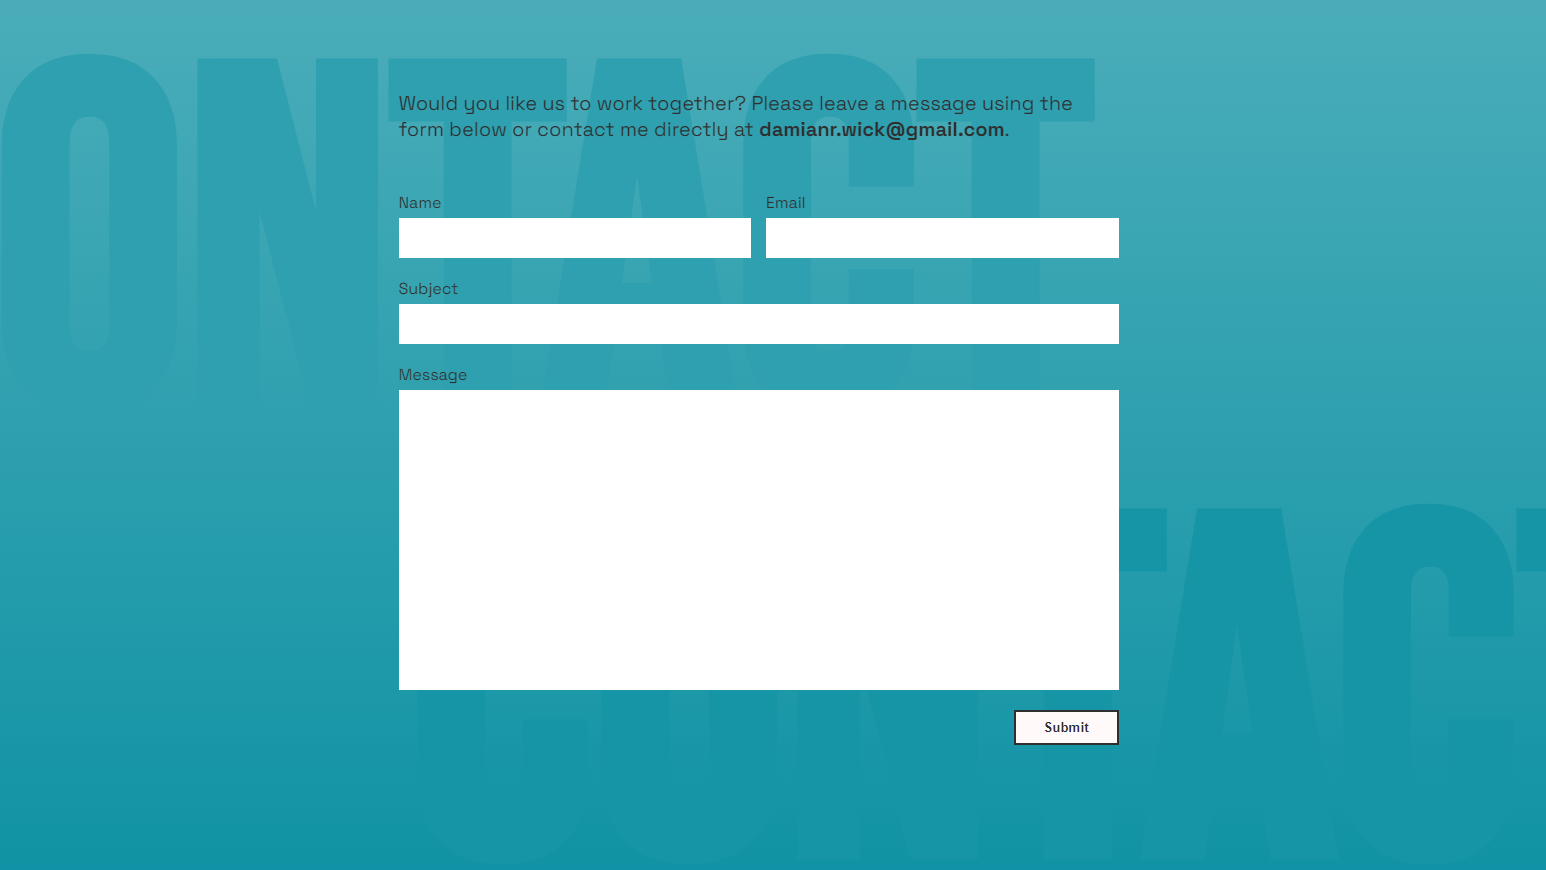 ONTACT
Would you like us to work together? Please leave a message using the
form below or contact me directly at damianr.wick@gmail.com.
Name Email
Subject
Message
CONTACT
Submit